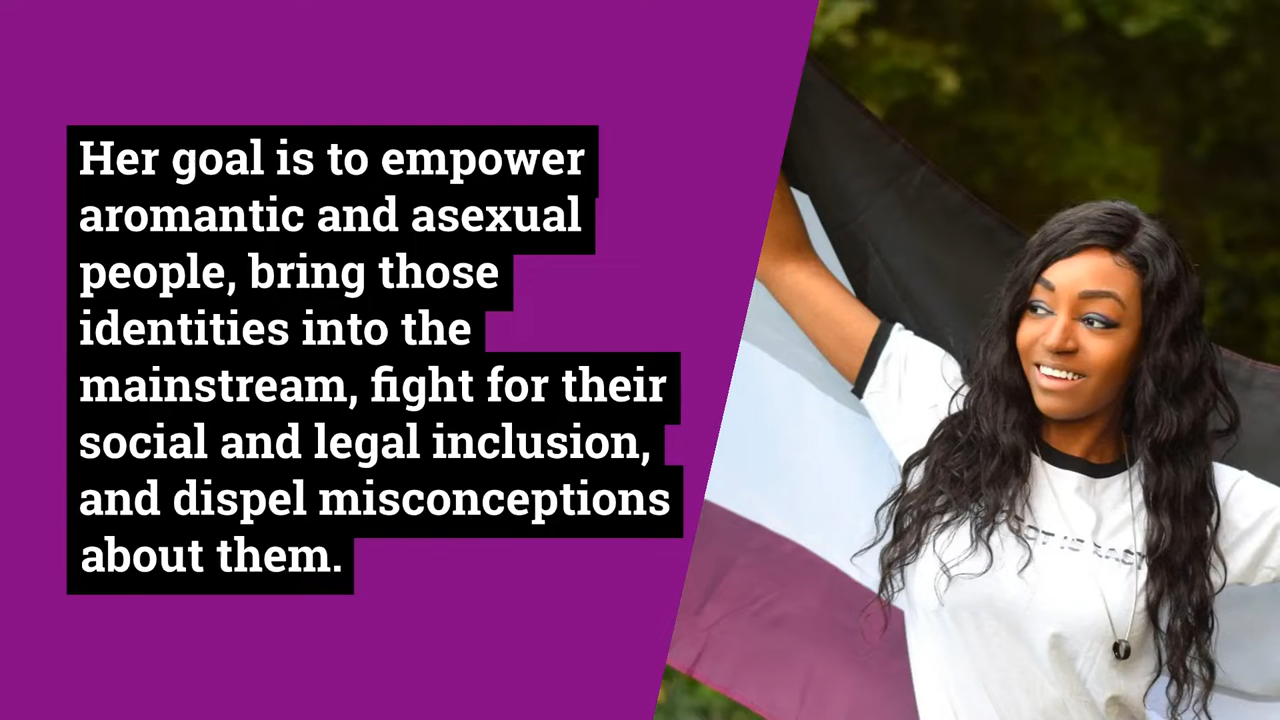 Her goal is to empower
aromantic and asexual
people, bring those
identities into the
mainstream, fight for their
social and legal inclusion,
and dispel misconceptions
about them.